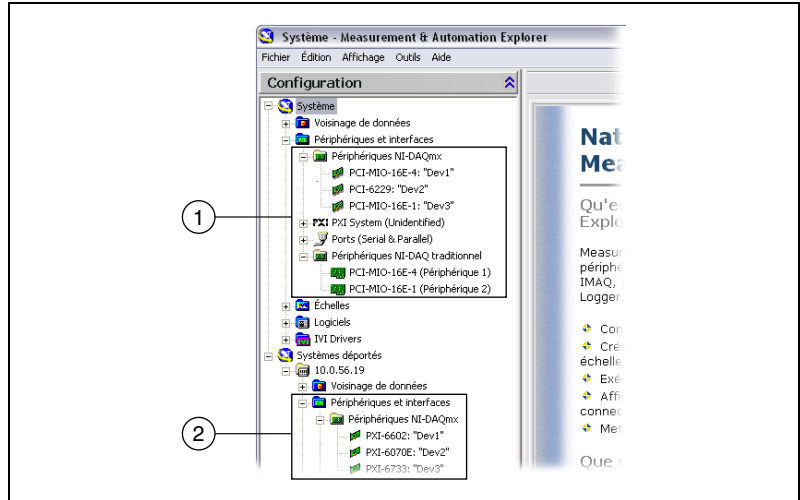 Système - Measurement & Automation Explorer
Fichier Édition Affichage Outils Aide
Configuration
Système
Voisinage de données
Périphériques et interfaces
Périphériques NI-DAQmx
PCI-MIO-16E-4: "Dev1"
PCI-6229: "Dev2"
PCI-MIO-16E-1: "Dev3"
PXI PXI System (Unidentified)
Ports (Serial & Parallel)
Périphériques NI-DAQ traditionnel
PCI-MIO-16E-4 (Périphérique 1)
PCI-MIO-16E-1 (Périphérique 2)
Échelles
Logiciels
IVI Drivers
Systèmes déportés
10.0.56.19
Voisinage de données
Périphériques et interfaces
Périphériques NI-DAQmx
PXI-6602: "Dev1"
PXI-6070E: "Dev2"
PXI-6733: "Dev3"
1
2
Nat
Mea
Qu'es
Explo
Measur
périphé
IMAQ,
Logger
Con
Cré
échelle
Exé
Affi
connec
Met
Que s